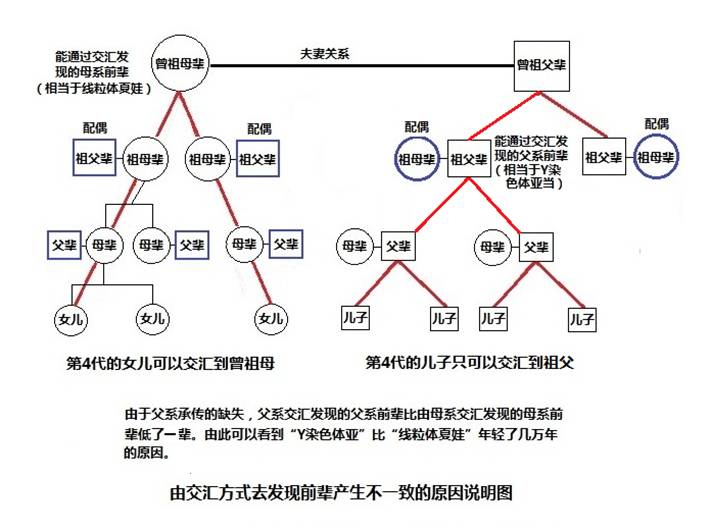 能通过交汇发
现的母系前辈
（相当于线粒体夏娃）
曾祖母辈
夫妻关系
曾祖父辈
配偶
配偶
配偶
能通过交汇发
现的父系前辈
（相当于Y染
色体亚当）
配偶
祖父辈
祖母辈
祖母辈
祖父辈
祖母辈
祖父辈
祖父辈
祖母辈
父辈
母辈
母辈
父辈
母辈
父辈
母辈
父辈
母辈
父辈
女儿
女儿
女儿
儿子
儿子
儿子
儿子
第4代的女儿可以交汇到曾祖母
第4代的儿子只可以交汇到祖父
由于父系承传的缺失，父系交汇发现的父系前辈比由母系交汇发现的母系前
辈低了一辈。由此可以看到“Y染色体亚”比“线粒体夏娃”年轻了几万年
的原因。
由交汇方式去发现前辈产生不一致的原因说明图